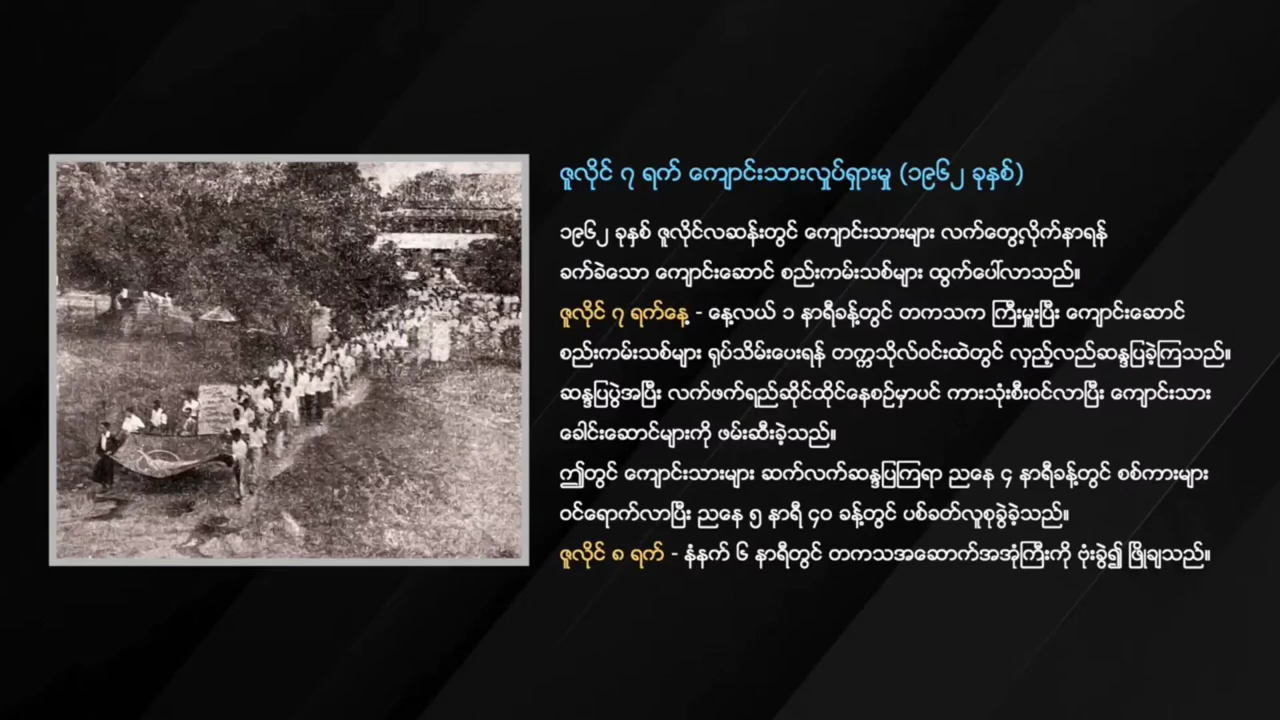 ဇူလိုင် ၇ ရက် ကျောင်းသားလှုပ်ရှားမှု (၁၉၆၂ ခုနှစ်)
၁၉၆၂ ခုနှစ် ဇူလိုင်လဆန်းတွင် ကျောင်းသားများ လက်တွေ့လိုက်နာရန်
ခက်ခဲသော ကျောင်းဆောင် စည်းကမ်းသစ်များ ထွက်ပေါ်လာသည်။
ဇူလိုင် ၇ ရက်နေ့ - နေ့လယ် ၁ နာရီခန့်တွင် တကသက ကြီးမှူးပြီး ကျောင်းဆောင်
စည်းကမ်းသစ်များ ရုပ်သိမ်းပေးရန် တက္ကသိုလ်ဝင်းထဲတွင် လှည့်လည်ဆန္ဒပြခဲ့ကြသည်။
ဆန္ဒပြပွဲအပြီး လက်ဖက်ရည်ဆိုင်ထိုင်နေစဉ်မှာပင် ကားသုံးစီးဝင်လာပြီး ကျောင်းသား
ခေါင်းဆောင်များကို ဖမ်းဆီးခဲ့သည်။
ဤတွင် ကျောင်းသားများ ဆက်လက်ဆန္ဒပြကြရာ ညနေ ၄ နာရီခန့်တွင် စစ်ကားများ
ဝင်ရောက်လာပြီး ညနေ ၅ နာရီ ၄၀ ခန့်တွင် ပစ်ခတ်လူစုခွဲခဲ့သည်။
ဇူလိုင် ၈ ရက် - နံနက် ၆ နာရီတွင် တကသအဆောက်အအုံကြီးကို ဗုံးခွဲ၍ ဖြိုချသည်။